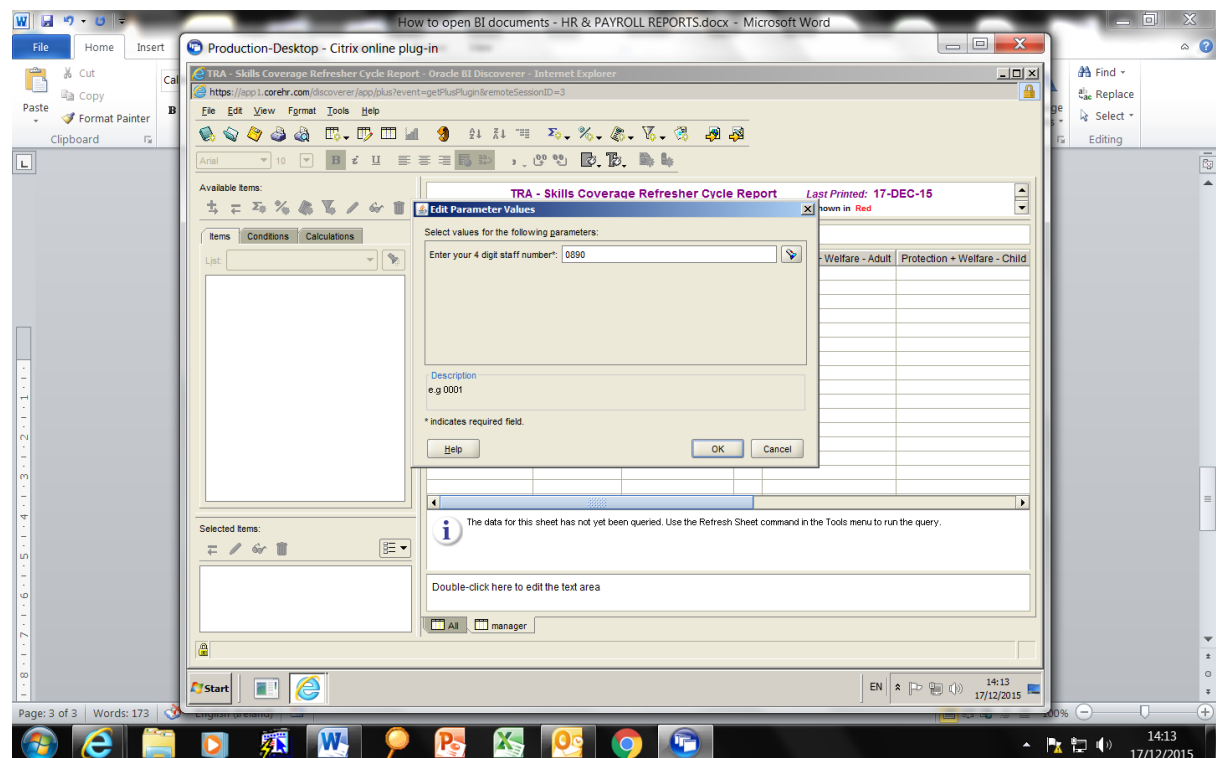 How to open BI documents - HR & PAYROLL REPORTS.docx - Microsoft Word
File Home Insert
Production-Desktop - Citrix online plug-in
Cut
Copy
Format Painter
Paste
Clipboard
Cal
B
Find
Replace
Select
Editing
TRA - Skills Coverage Refresher Cycle Report - Oracle BI Discoverer - Internet Explorer
https://app1.corehr.com/discoverer/app/plus?event=getPlusPlugin&remoteSessionID=3
File Edit View Format Tools Help
Arial 10 B i U
Available Items:
Items Conditions Calculations
List:
TRA - Skills Coverage Refresher Cycle Report Last Printed: 17-DEC-15
hown in Red
Edit Parameter Values
Select values for the following parameters:
Enter your 4 digit staff number*: 0890
Welfare - Adult Protection + Welfare - Child
Description
e.g 0001
* indicates required field.
Help OK Cancel
The data for this sheet has not yet been queried. Use the Refresh Sheet command in the Tools menu to run the query.
Selected Items:
Double-click here to edit the text area
All manager
Start
EN 14:13
17/12/2015
Page: 3 of 3 Words: 173 English (Ireland) 100%
14:13
17/12/2015